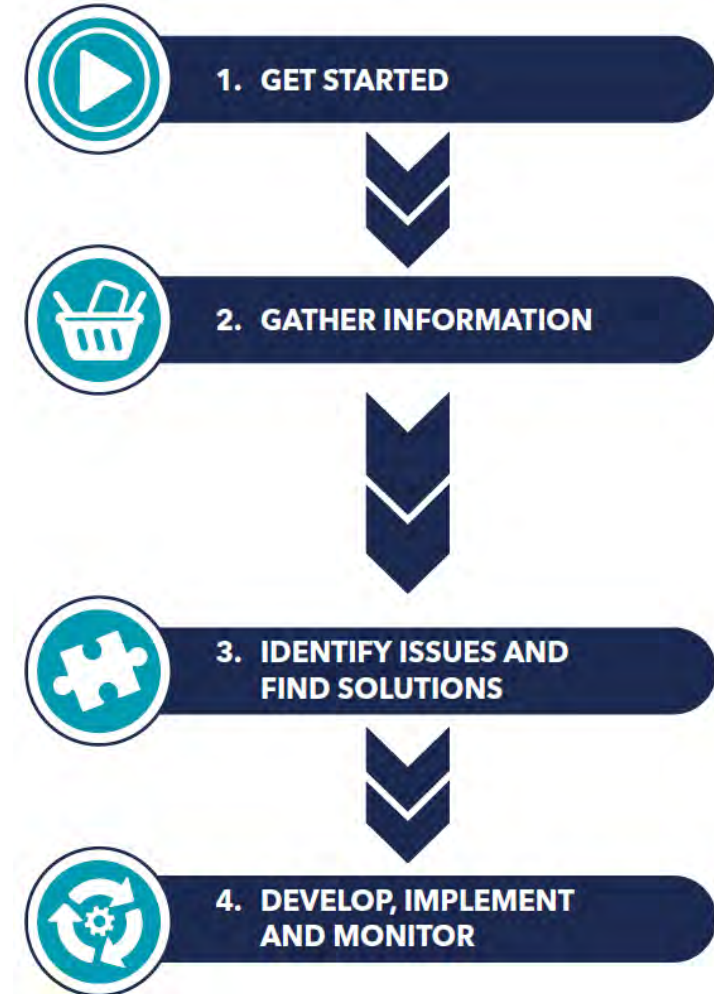 1. GET STARTED
2. GATHER INFORMATION
3. IDENTIFY ISSUES AND
FIND SOLUTIONS
4. DEVELOP, IMPLEMENT
AND MONITOR